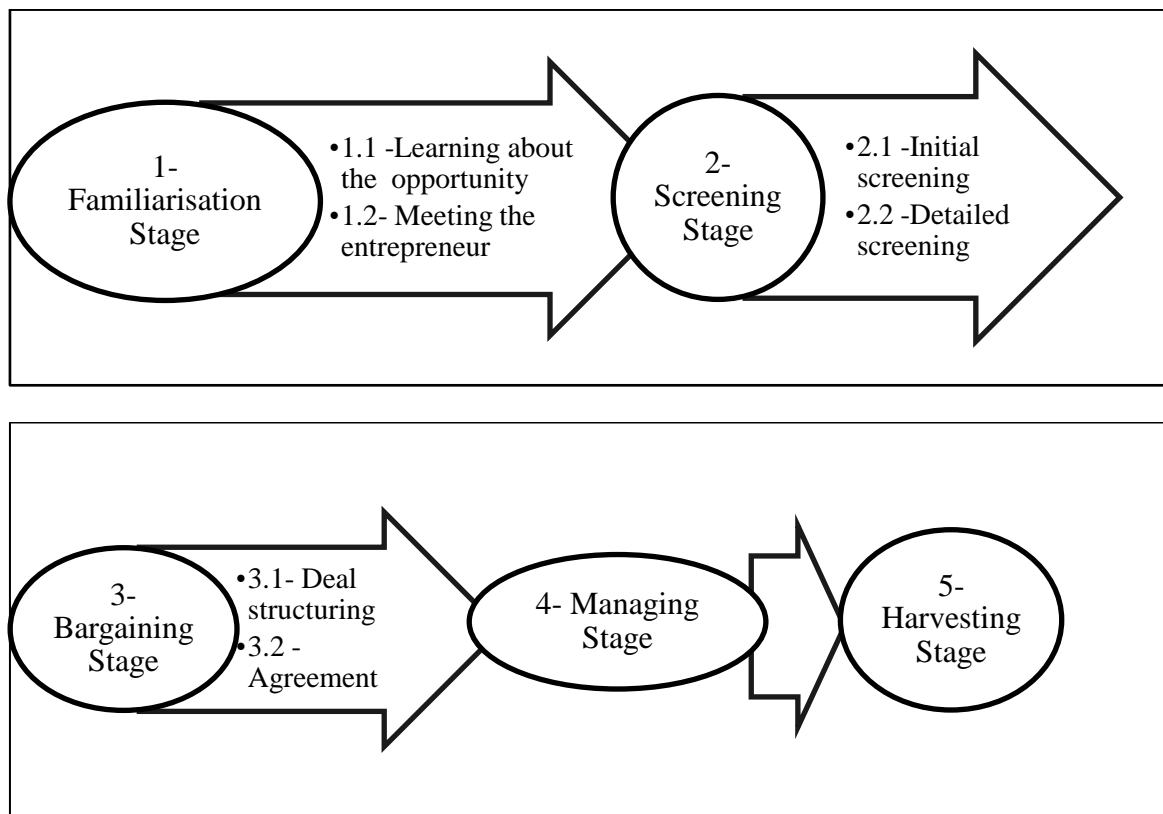 1-
Familiarisation
Stage
•1.1 -Learning about
the opportunity
•1.2- Meeting the
entrepreneur
2-
Screening
Stage
•2.1 -Initial
screening
•2.2 -Detailed
screening
3-
Bargaining
Stage
•3.1- Deal
structuring
•3.2 -
Agreement
4- Managing
Stage
5-
Harvesting
Stage